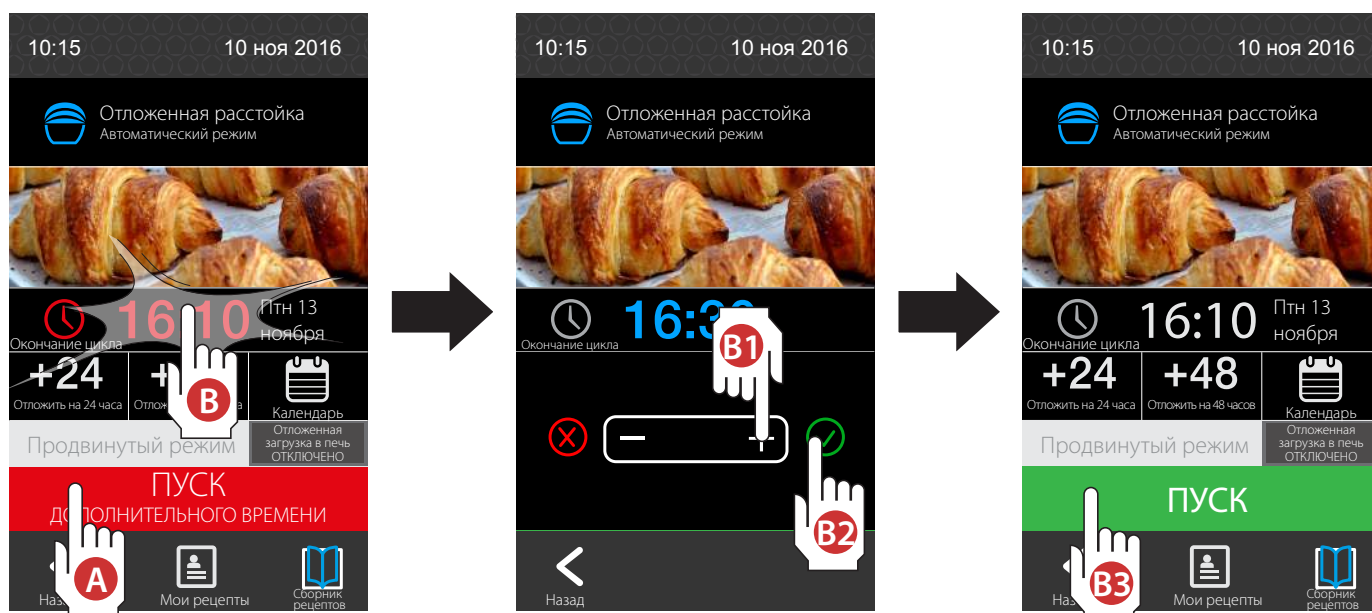 10:15 10 ноя 2016
Отложенная расстойка
Автоматический режим
16 10 Птн 13
ноября
Окончание цикла
+24
Отложить на 24 часа
Календарь
Продвинутый режим
Отложенная
загрузка в печь
ОТКЛЮЧЕНО
ПУСК
ДОПОЛНИТЕЛЬНОГО ВРЕМЕНИ
Мои рецепты
Сборник
рецептов
B
A
10:15 10 ноя 2016
Отложенная расстойка
Автоматический режим
Окончание цикла
B1
B2
Назад
10:15 10 ноя 2016
Отложенная расстойка
Автоматический режим
16:10 Птн 13
ноября
Окончание цикла
+24 +48
Отложить на 24 часа Отложить на 48 часов Календарь
Продвинутый режим
Отложенная
загрузка в печь
ОТКЛЮЧЕНО
ПУСК
Мои рецепты
Сборник
рецептов
B3